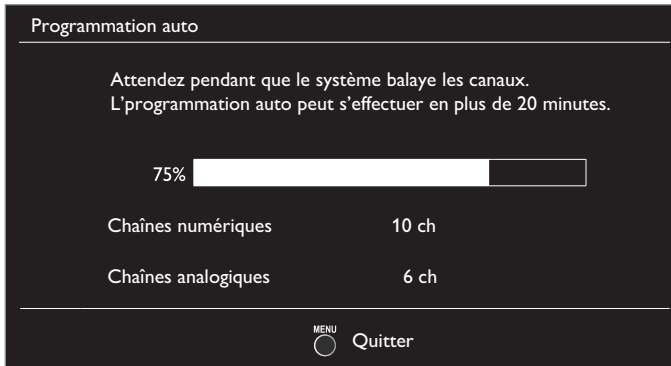 Programmation auto
Attendez pendant que le système balaye les canaux.
L’programmation auto peut s’effectuer en plus de 20 minutes.
75%
Chaînes numériques 10 ch
Chaînes analogiques 6 ch
MENU Quitter